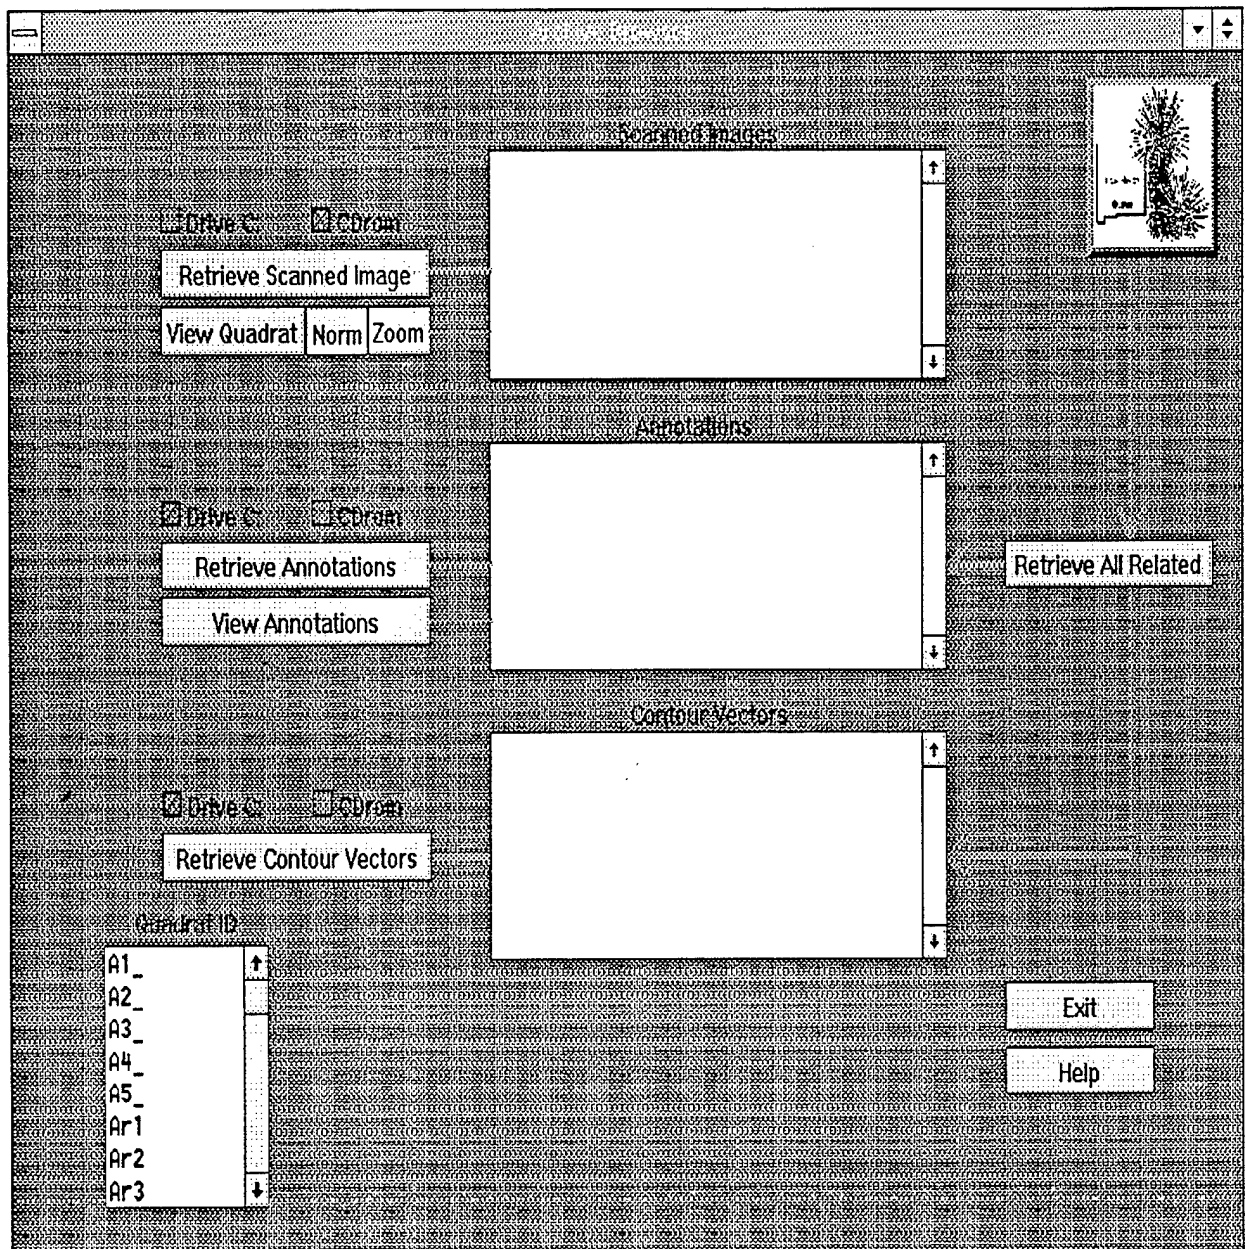 Scanned Images
Drive C: CDrom
Retrieve Scanned Image
View Quadrat Norm Zoom
Annotations
Drive C: CDrom
Retrieve Annotations
View Annotations
Retrieve All Related
Contour Vectors
Drive C: CDrom
Retrieve Contour Vectors
Quadrat ID
A1_
A2_
A3_
A4_
A5_
Ar1
Ar2
Ar3
Exit
Help